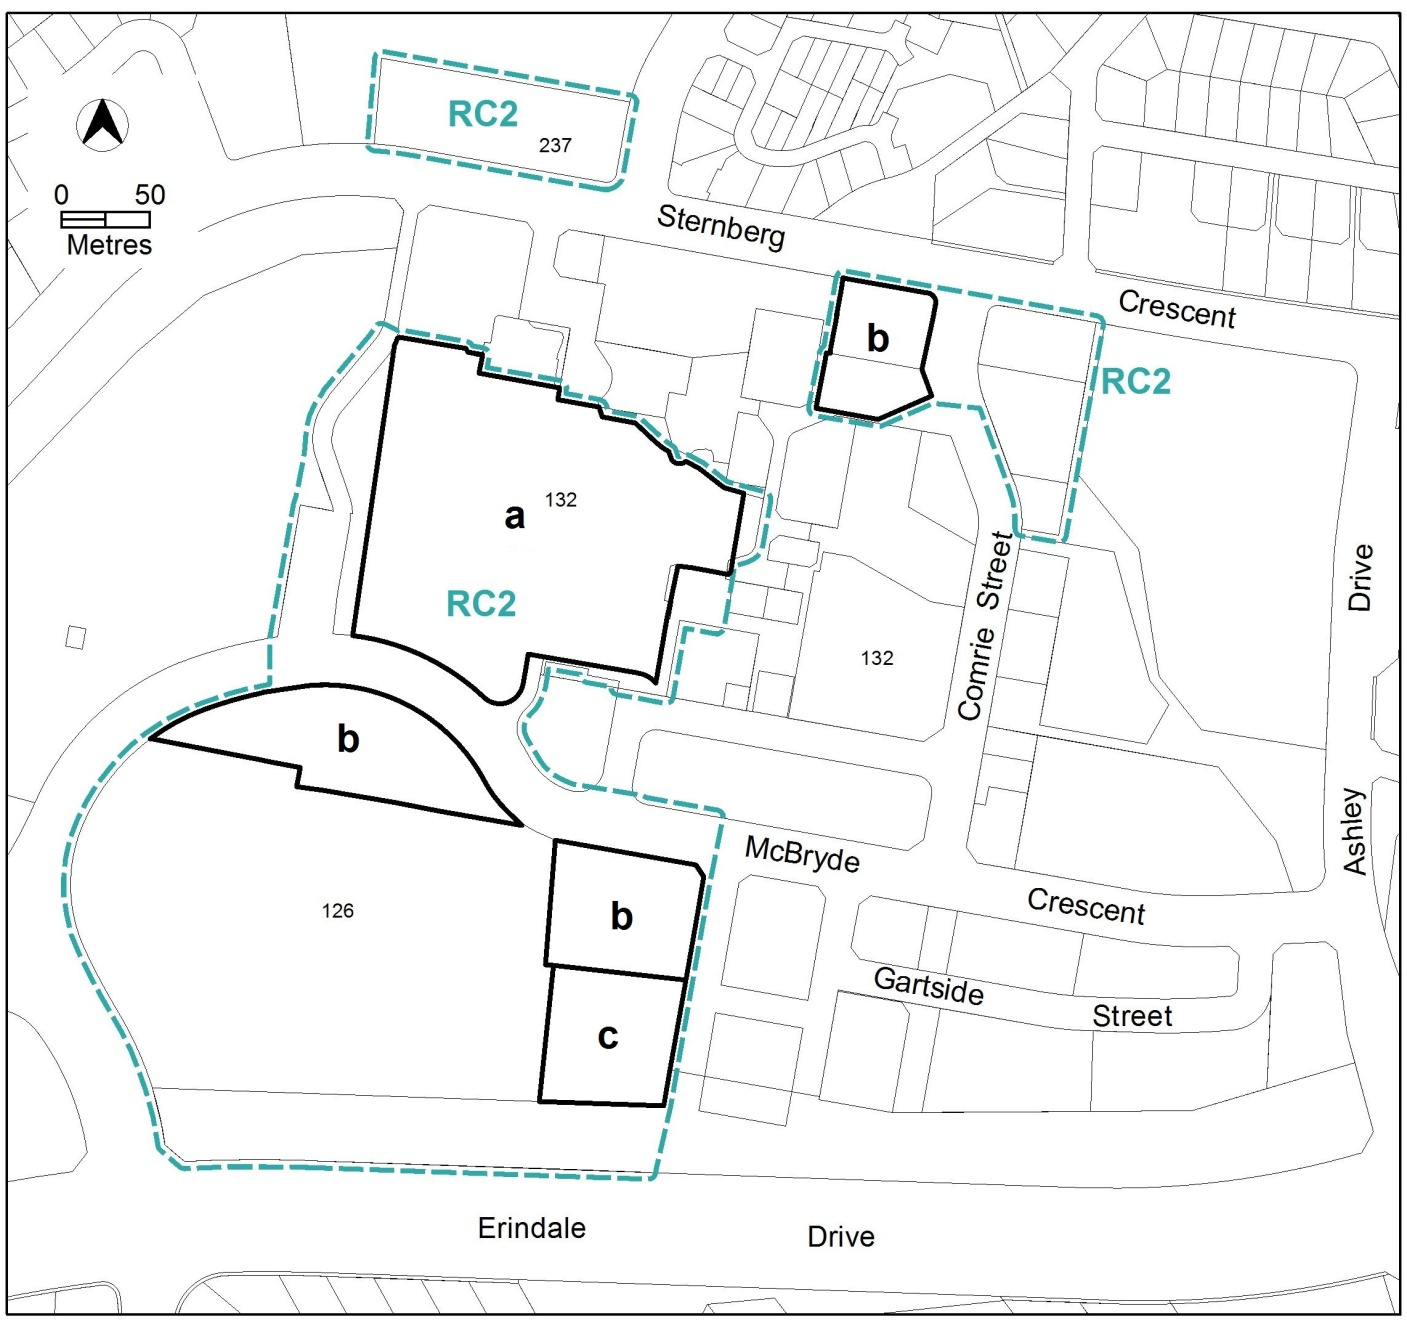 RC2
237
0 50
Metres
Sternberg
Crescent
b
RC2
a
132
RC2
132
Comrie Street
Drive
Ashley
b
McBryde
Crescent
126
b
Gartside
Street
c
Erindale
Drive